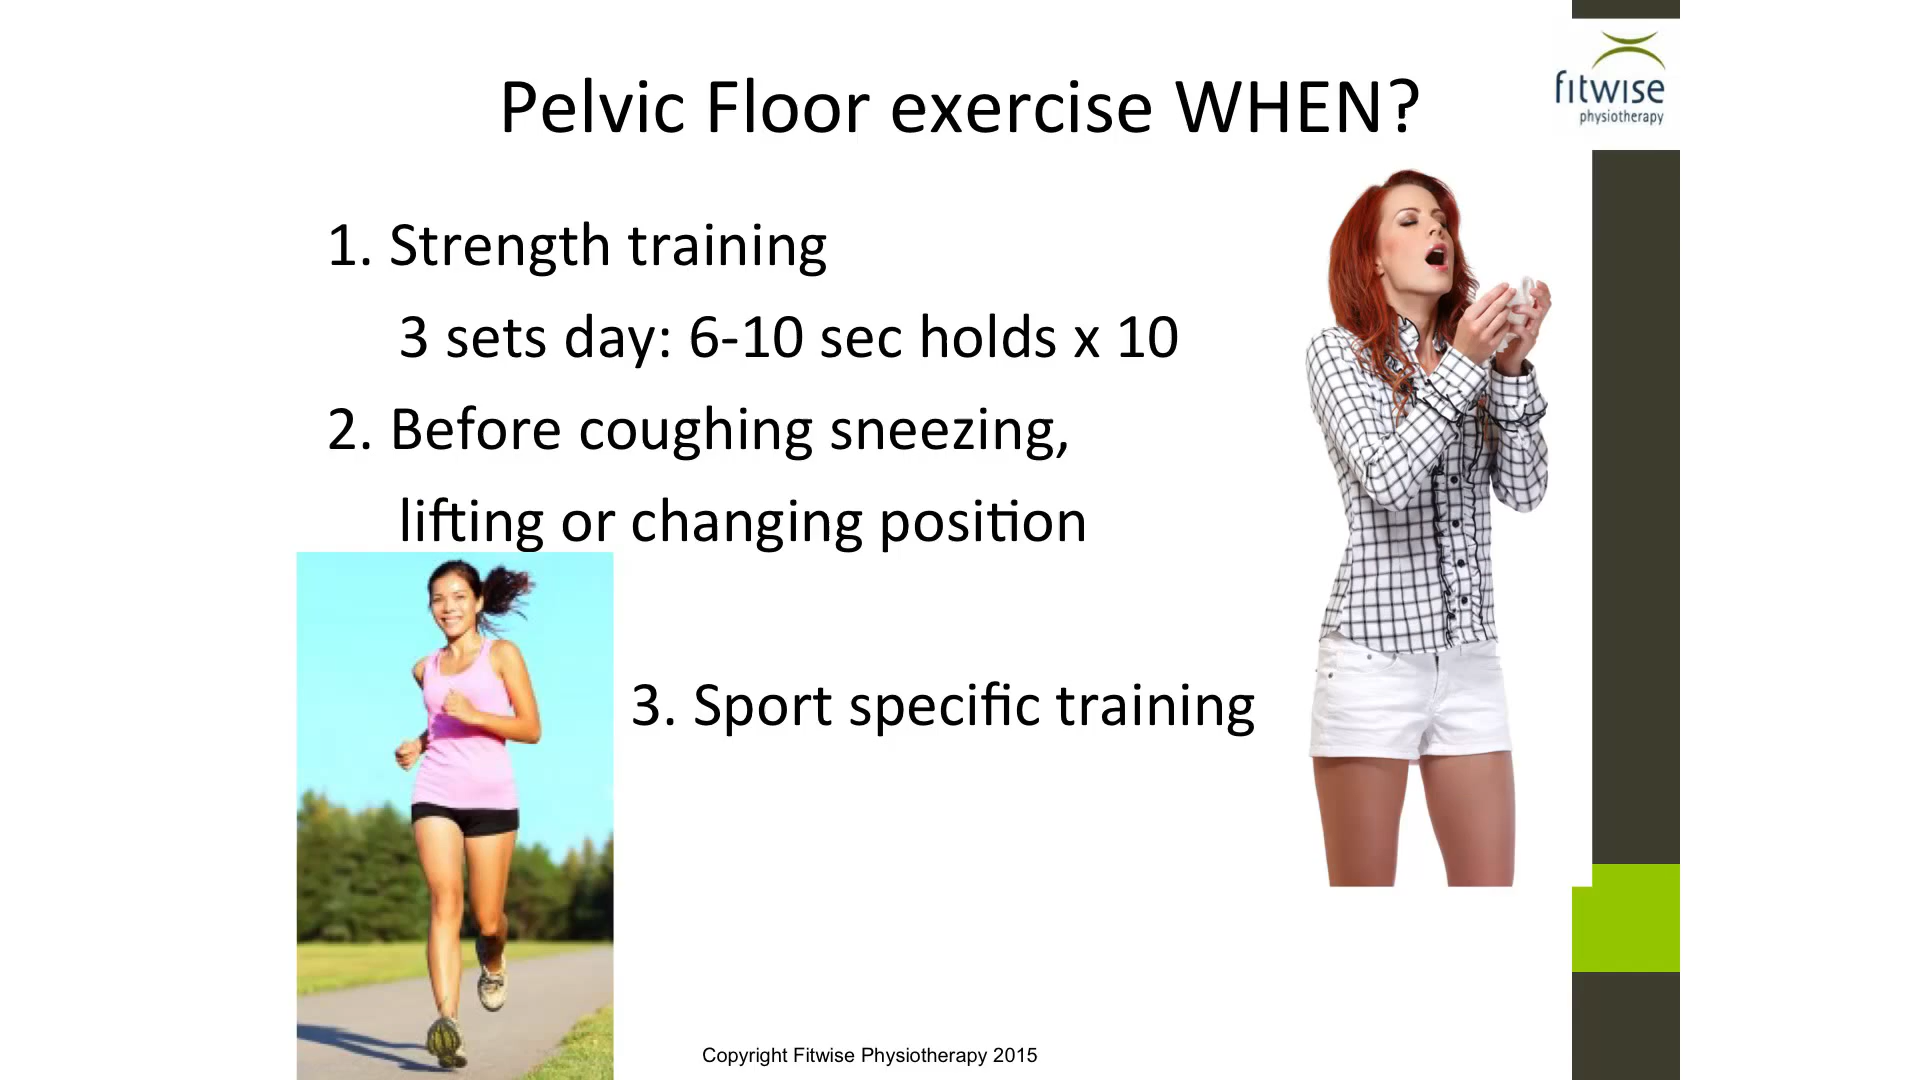 Pelvic Floor exercise WHEN?
fitwise
physiotherapy
1. Strength training
3 sets day: 6-10 sec holds x 10
2. Before coughing sneezing,
lifting or changing position
3. Sport specific training
Copyright Fitwise Physiotherapy 2015